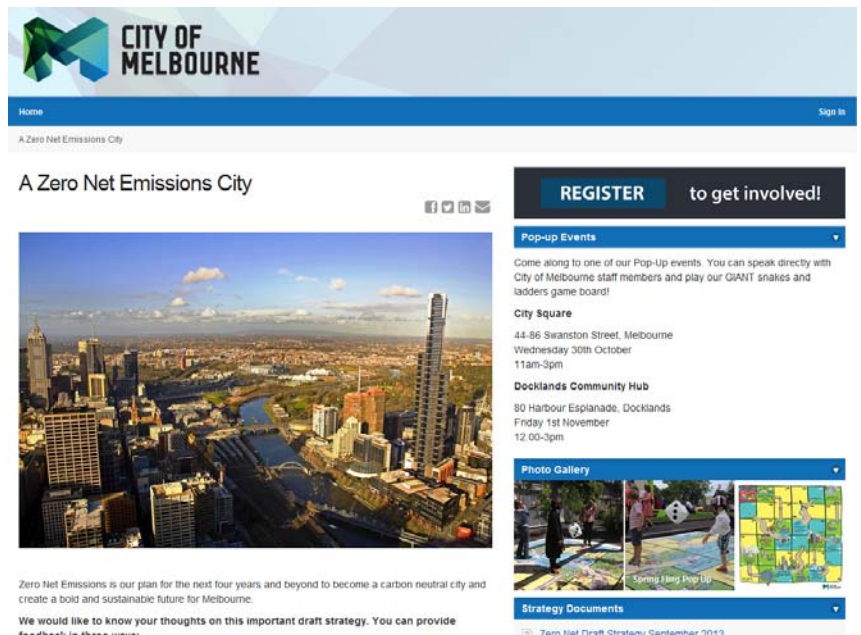 CITY OF
MELBOURNE
Home
Sign In
A Zero Net Emissions City
A Zero Net Emissions City
Zero Net Emissions is our plan for the next four years and beyond to become a carbon neutral city and
create a bold and sustainable future for Melbourne.
We would like to know your thoughts on this important draft strategy. You can provide
feedback in three ways:
REGISTER to get involved!
Pop-up Events
Come along to one of our Pop-Up events. You can speak directly with
City of Melbourne staff members and play our GIANT snakes and
ladders game board!
City Square
44-86 Swanston Street, Melbourne
Wednesday 30th October
11am-3pm
Docklands Community Hub
80 Harbour Esplanade, Docklands
Friday 1st November
12.00-3pm
Photo Gallery
Spring Fling Pop Up
Strategy Documents
Zero Net Draft Strategy September 2013